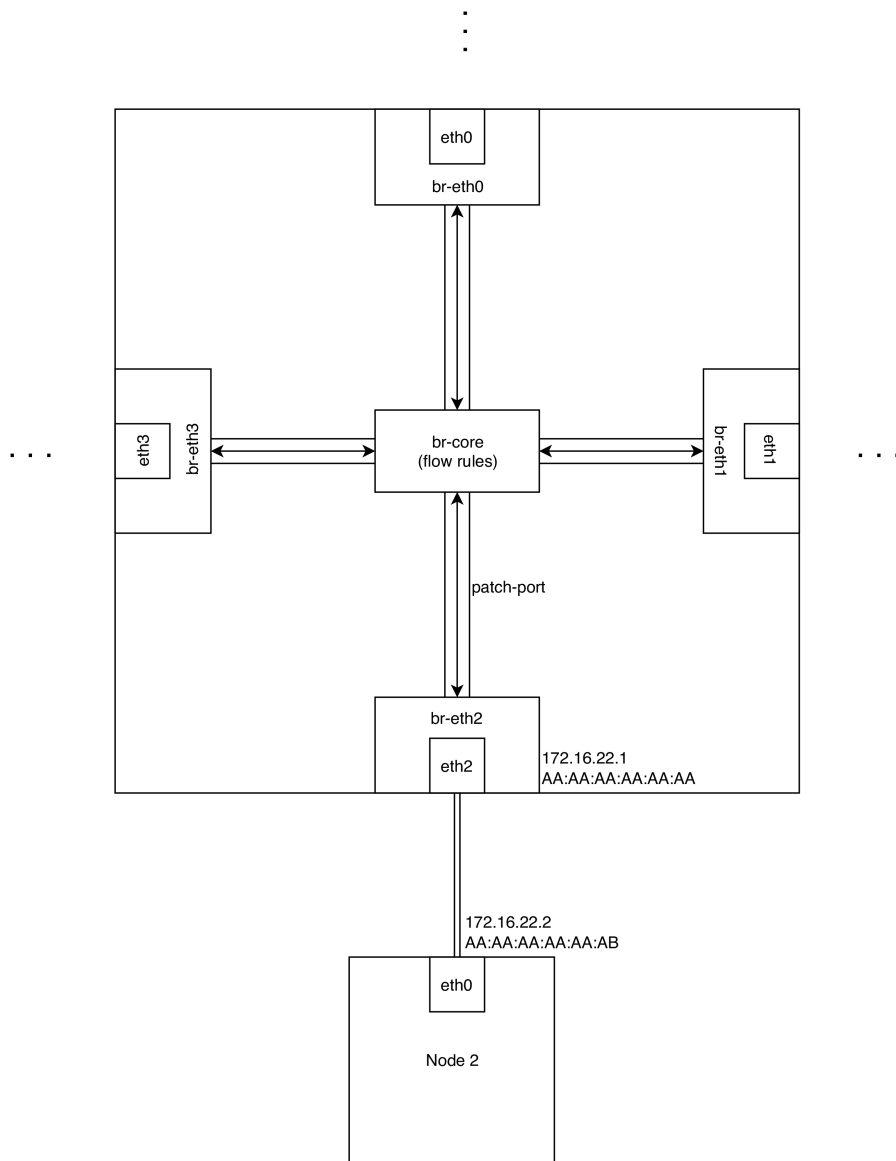 eth0
br-eth0
eth3
br-eth3
br-core
(flow rules)
br-eth1
eth1
patch-port
br-eth2
eth2
172.16.22.1
AA:AA:AA:AA:AA:AA
172.16.22.2
AA:AA:AA:AA:AA:AB
eth0
Node 2